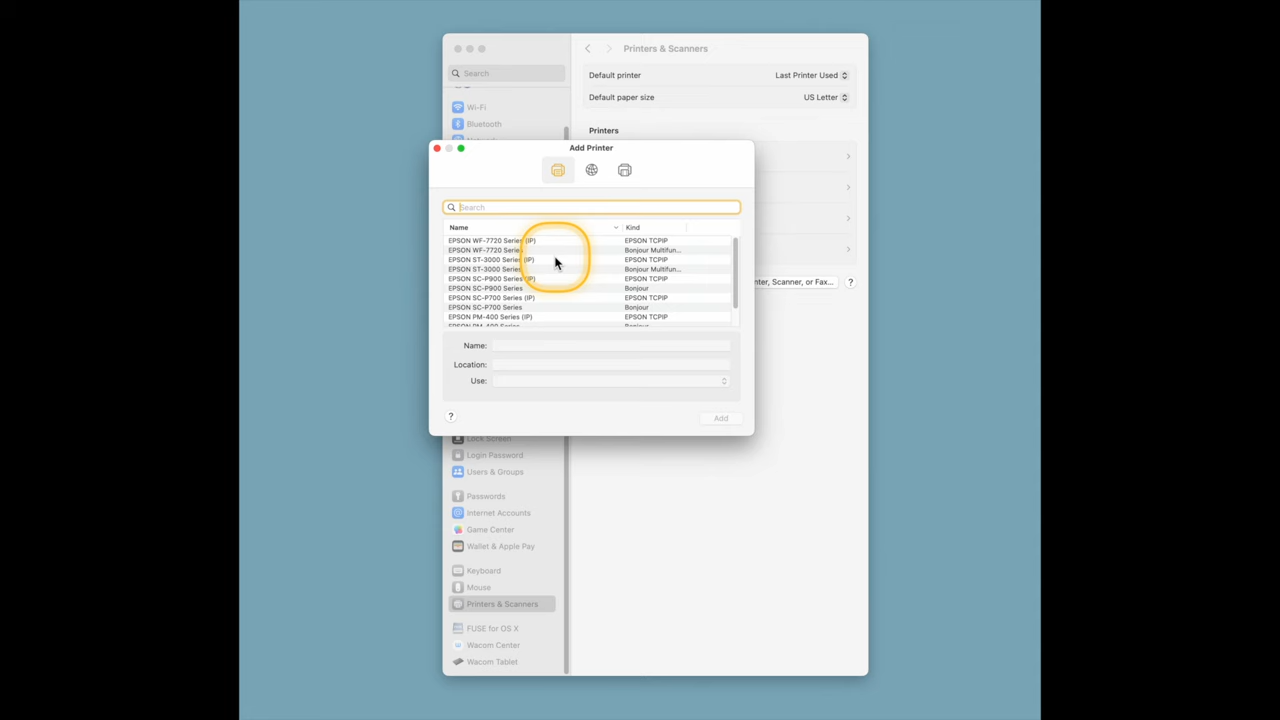 Printers & Scanners
Search
Default printer
Last Printer Used
Default paper size
US Letter
Wi-Fi
Bluetooth
Printers
Add Printer
Search
Name
Kind
EPSON WF-7720 Series (IP)
EPSON TCPIP
EPSON WF-7720 Series
Bonjour Multifun...
EPSON ST-3000 Series (IP)
EPSON TCPIP
EPSON ST-3000 Series
Bonjour Multifun...
EPSON SC-P900 Series (IP)
EPSON TCPIP
EPSON SC-P900 Series
Bonjour
EPSON SC-P700 Series (IP)
EPSON TCPIP
EPSON SC-P700 Series
Bonjour
EPSON PM-400 Series (IP)
EPSON TCPIP
EPSON PM-400 Series
Bonjour
nter, Scanner, or Fax...
?
Name:
Location:
Use:
?
Add
Lock Screen
Login Password
Users & Groups
Passwords
Internet Accounts
Game Center
Wallet & Apple Pay
Keyboard
Mouse
Printers & Scanners
FUSE for OS X
Wacom Center
Wacom Tablet